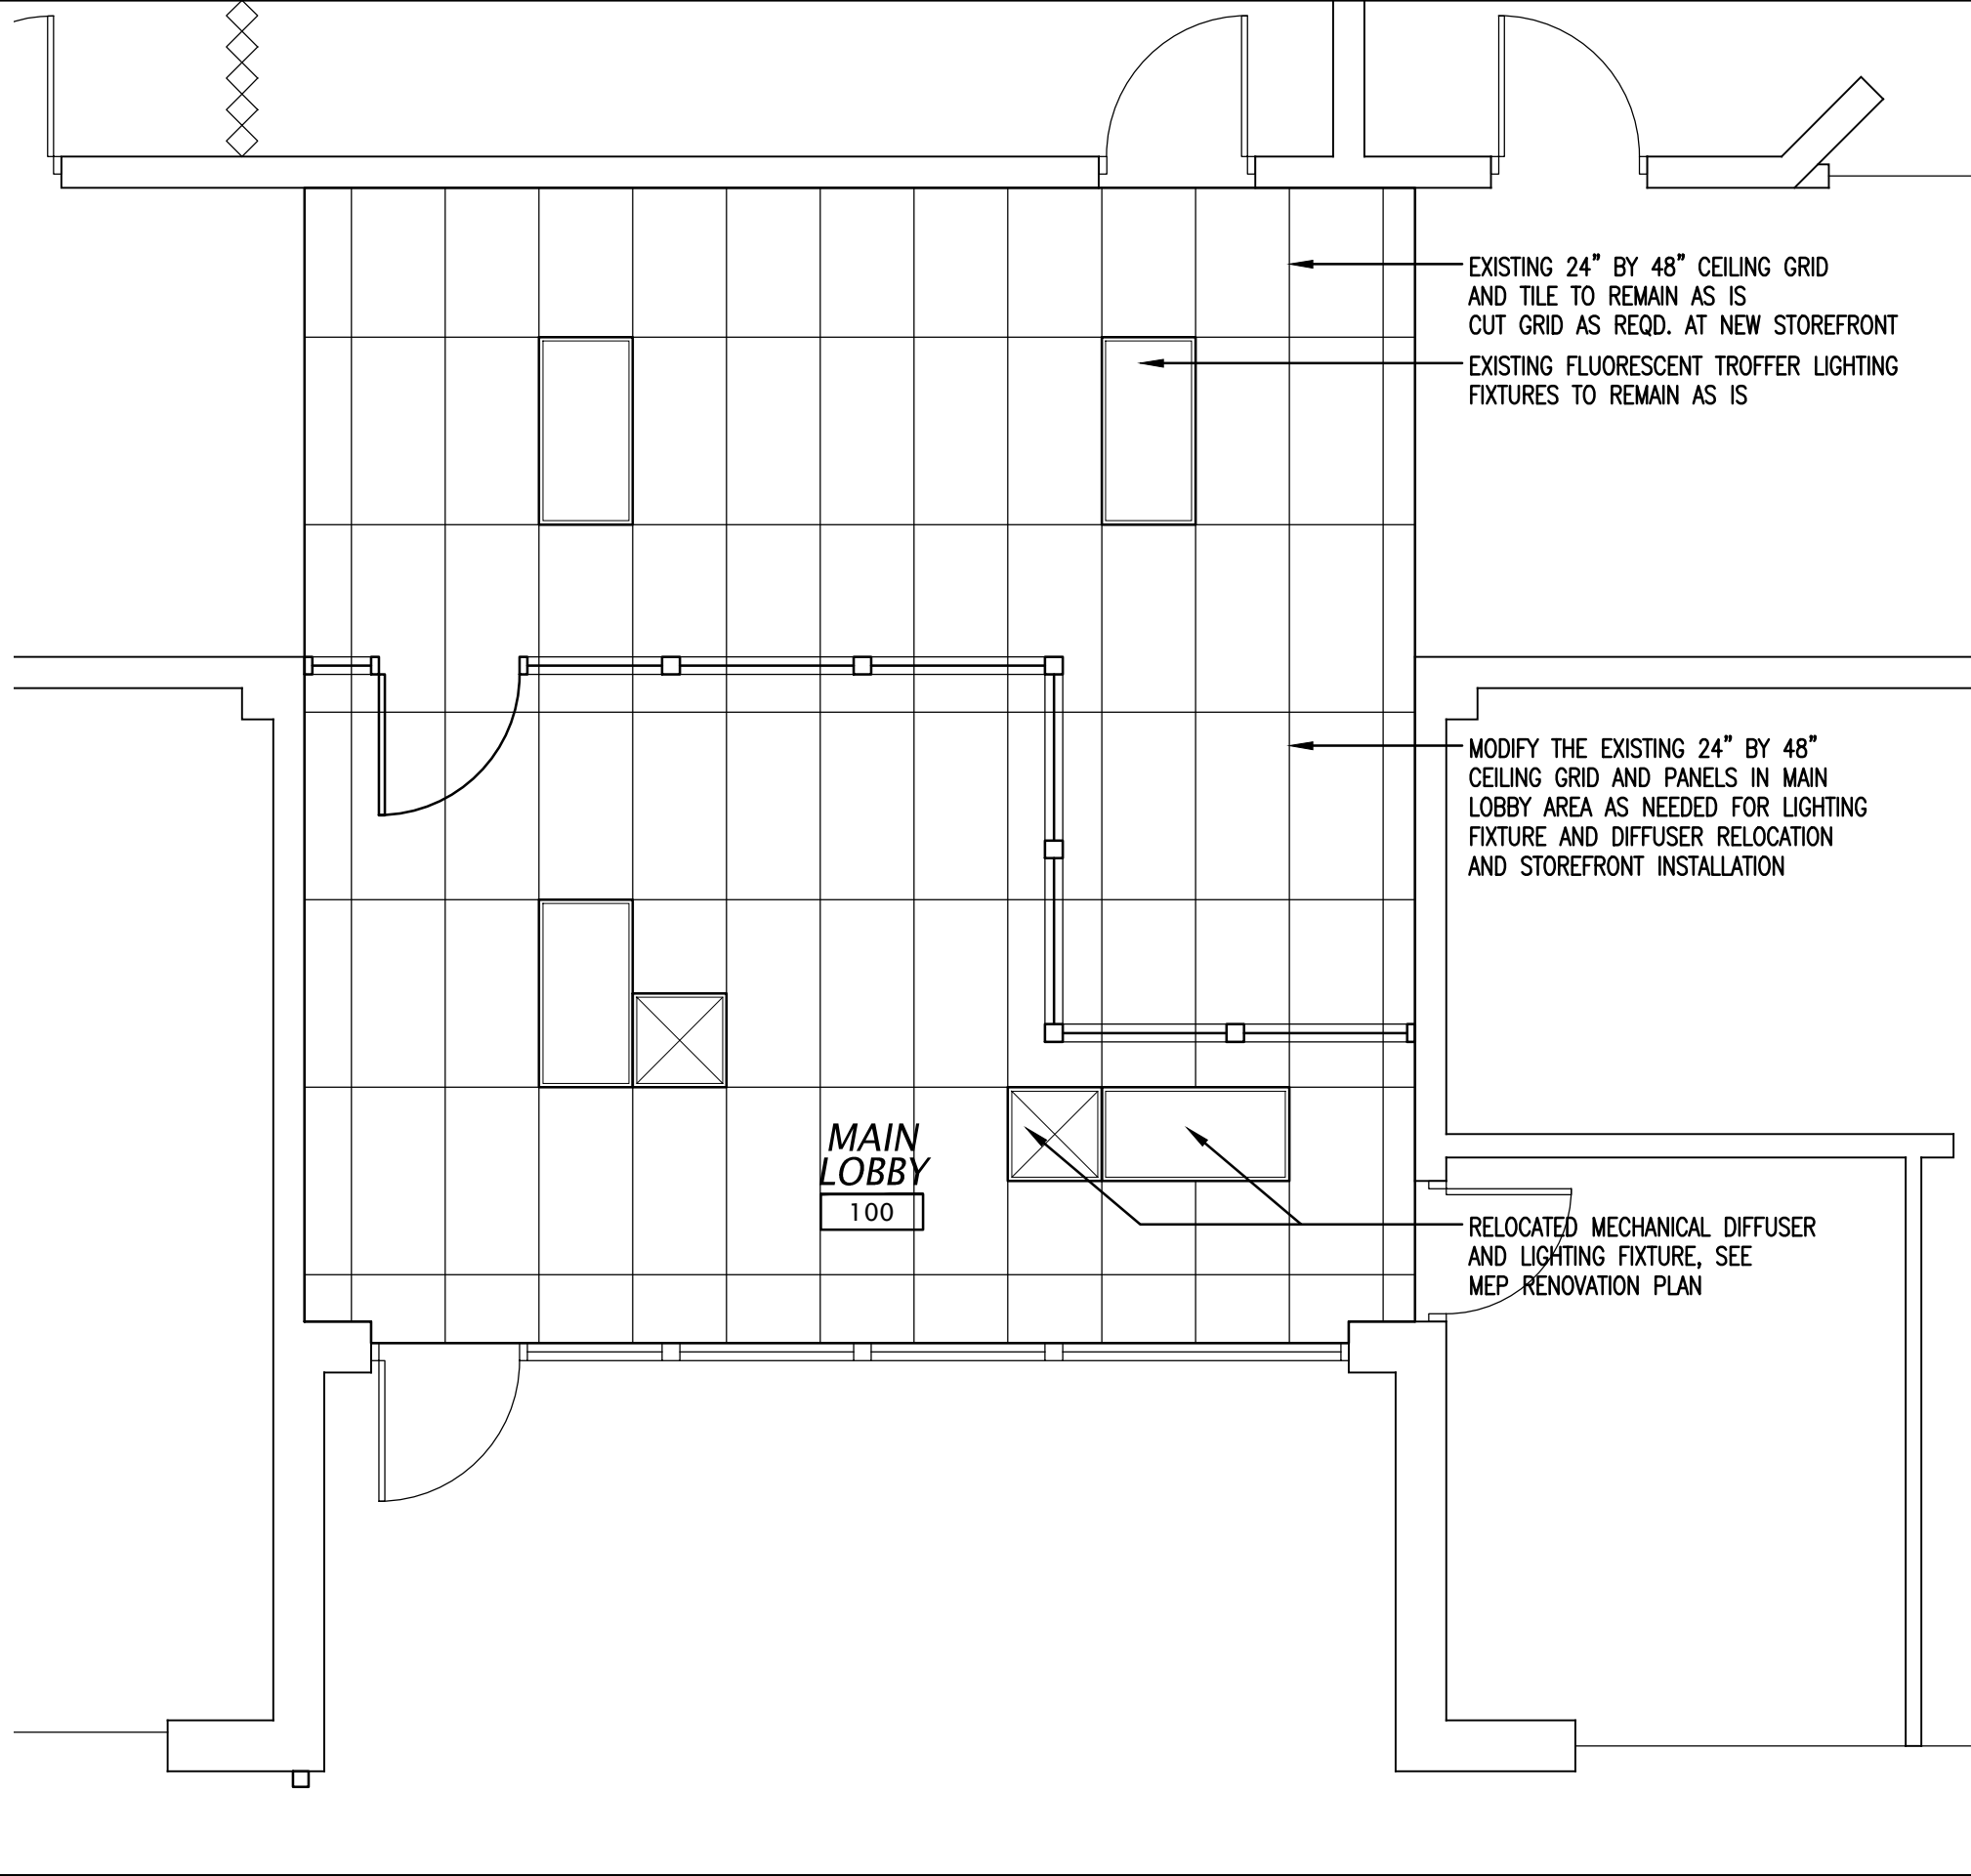 EXISTING 24" BY 48" CEILING GRID
AND TILE TO REMAIN AS IS
CUT GRID AS REQD. AT NEW STOREFRONT
EXISTING FLUORESCENT TROFFER LIGHTING
FIXTURES TO REMAIN AS IS
MODIFY THE EXISTING 24" BY 48"
CEILING GRID AND PANELS IN MAIN
LOBBY AREA AS NEEDED FOR LIGHTING
FIXTURE AND DIFFUSER RELOCATION
AND STOREFRONT INSTALLATION
MAIN
LOBBY
100
RELOCATED MECHANICAL DIFFUSER
AND LIGHTING FIXTURE, SEE
MEP RENOVATION PLAN